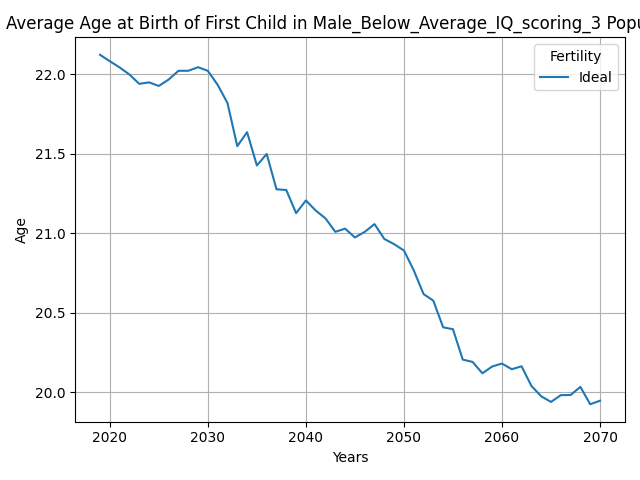 Average Age at Birth of First Child in Male_Below_Average_IQ_scoring_3 Popu
Fertility
Ideal
22.0
21.5
21.0
20.5
20.0
Age
2020 2030 2040 2050 2060 2070
Years